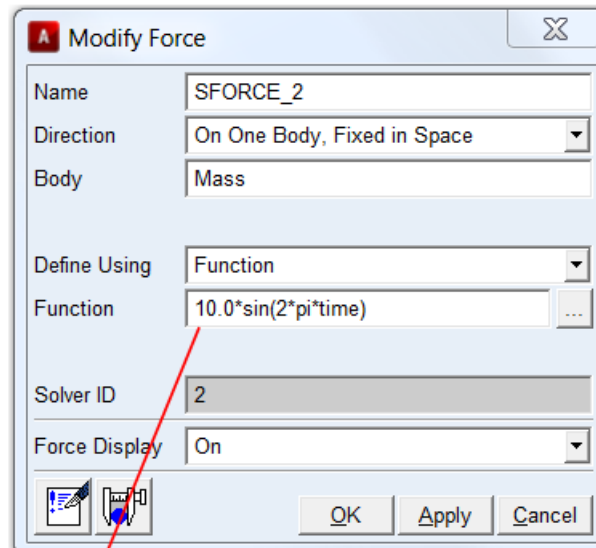 A Modify Force
Name SFORCE_2
Direction On One Body, Fixed in Space
Body Mass
Define Using Function
Function 10.0*sin(2*pi*time) ...
Solver ID 2
Force Display On
OK Apply Cancel